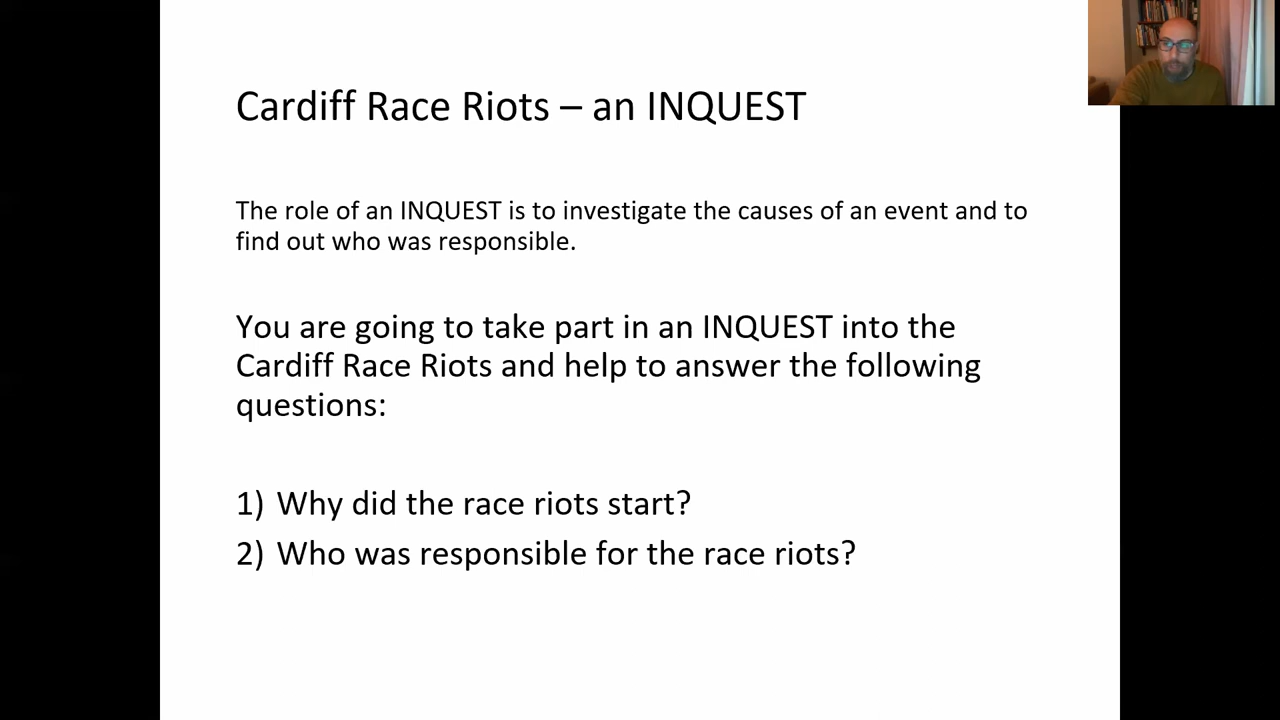 Cardiff Race Riots – an INQUEST
The role of an INQUEST is to investigate the causes of an event and to
find out who was responsible.
You are going to take part in an INQUEST into the
Cardiff Race Riots and help to answer the following
questions:
1) Why did the race riots start?
2) Who was responsible for the race riots?